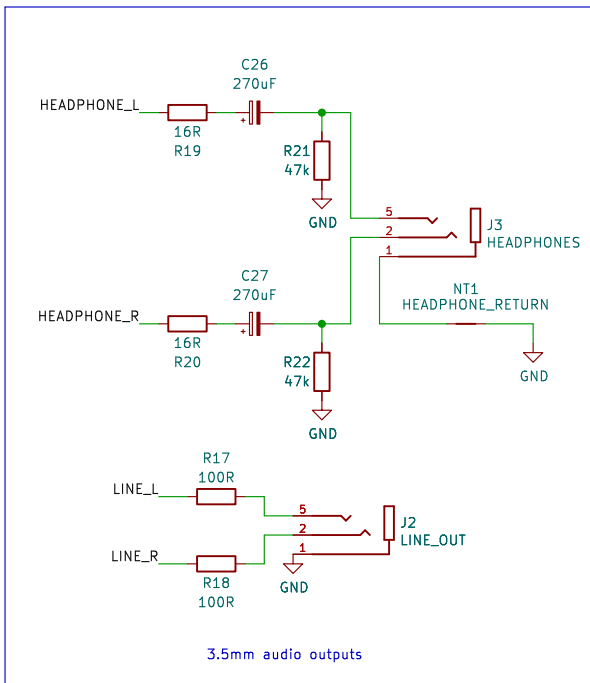 C26
270uF
HEADPHONE_L
+
16R
R19
R21
47k
GND
5
2
1
J3
HEADPHONES
C27
270uF
NT1
HEADPHONE_RETURN
HEADPHONE_R
+
16R
R20
R22
47k
GND
GND
R17
100R
LINE_L
5
2
1
J2
LINE_OUT
LINE_R
GND
R18
100R
3.5mm audio outputs